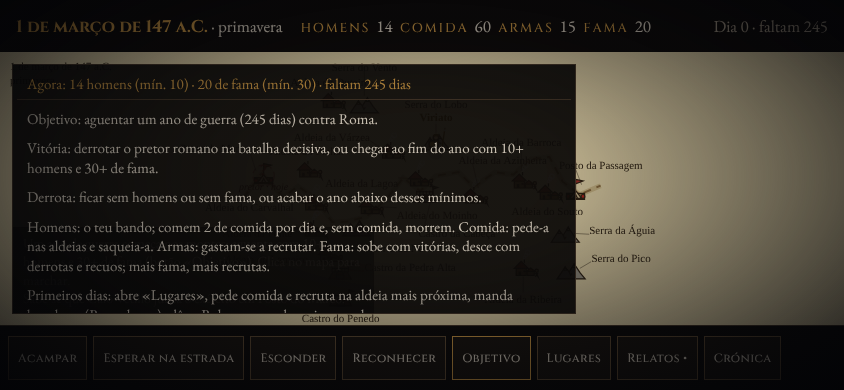 1 DE MARÇO DE 147 A.C. · primavera HOMENS 14 COMIDA 60 ARMAS 15 FAMA 20 Dia 0 · faltam 245
Agora: 14 homens (mín. 10) · 20 de fama (mín. 30) · faltam 245 dias
Objetivo: aguentar um ano de guerra (245 dias) contra Roma.
Vitória: derrotar o pretor romano na batalha decisiva, ou chegar ao fim do ano com 10+
homens e 30+ de fama.
Derrota: ficar sem homens ou sem fama, ou acabar o ano abaixo desses mínimos.
Homens: o teu bando; comem 2 de comida por dia e, sem comida, morrem. Comida: pede-a
nas aldeias e saqueia-a. Armas: gastam-se a recrutar. Fama: sobe com vitórias, desce com
derrotas e recuos; mais fama, mais recrutas.
Primeiros dias: abre «Lugares», pede comida e recruta na aldeia mais próxima, manda
da Passagem
Serra da Águia
Serra do Pico
Castro do Penedo
ACAMPAR ESPERAR NA ESTRADA ESCONDER RECONHECER OBJETIVO LUGARES RELATOS • CRÓNICA